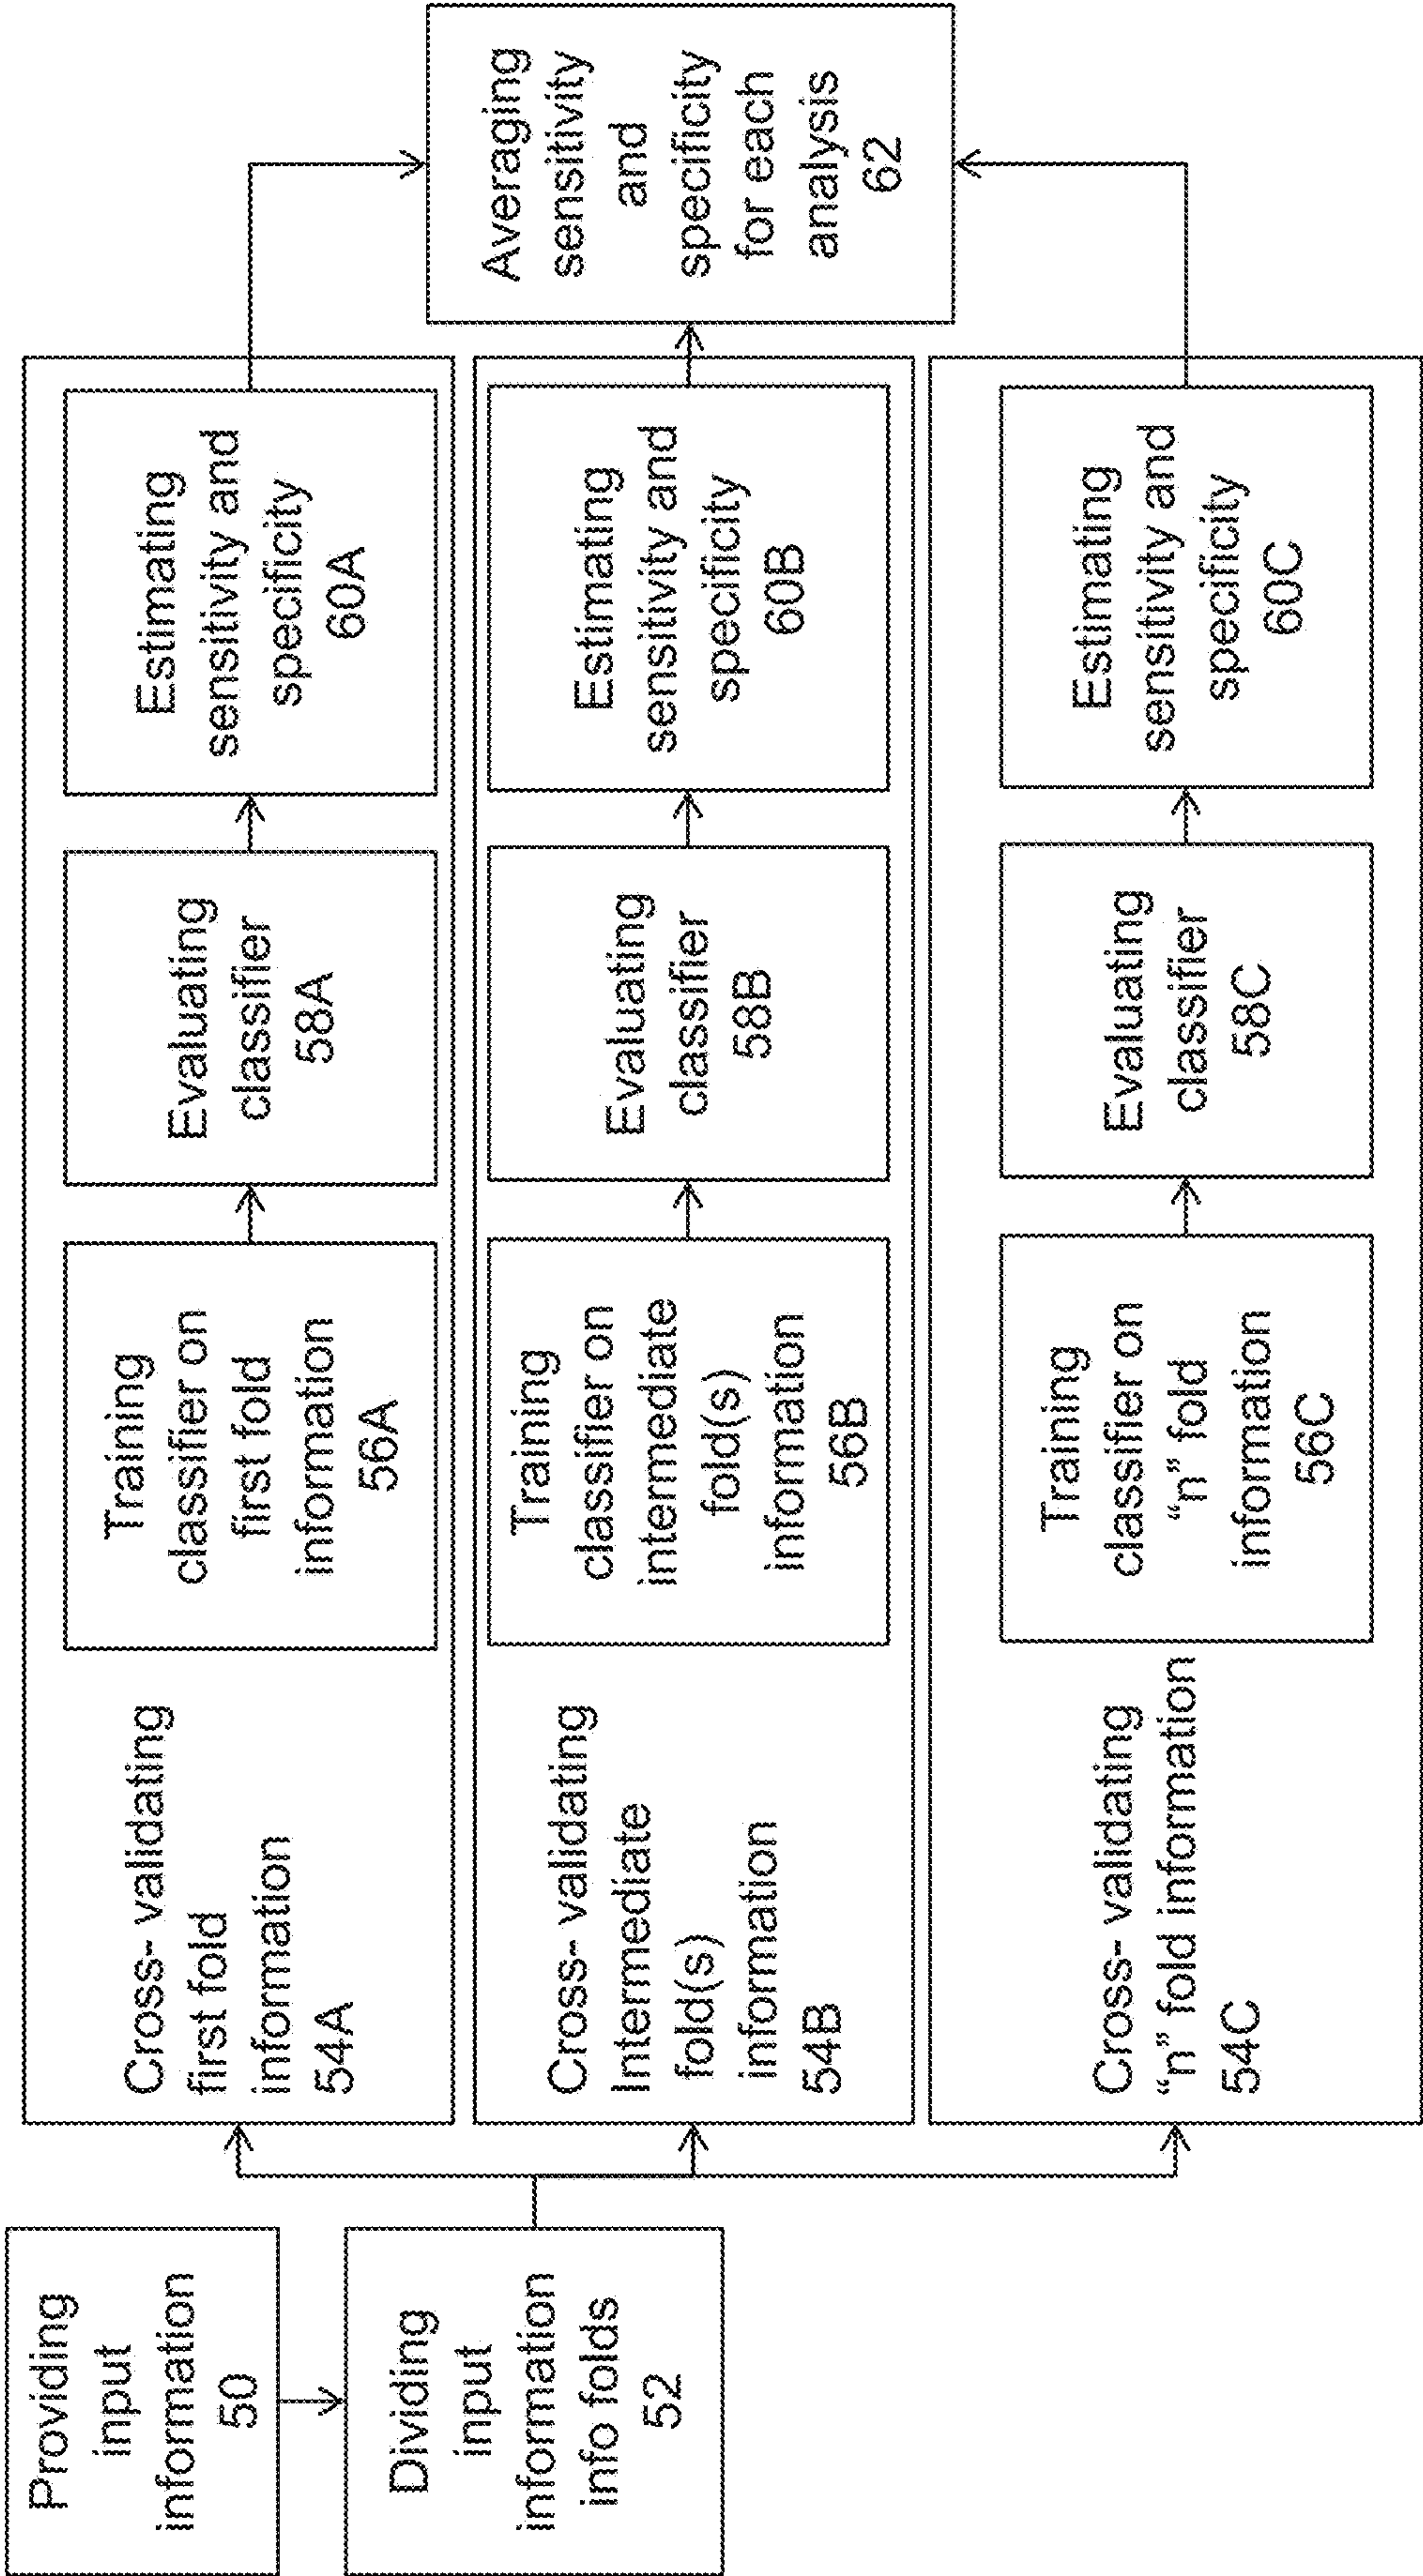 Providing
input
information
50
Dividing
input
information
info folds
52
Cross- validating
first fold
information
54A
Training
classifier on
first fold
information
56A
Evaluating
classifier
58A
Estimating
sensitivity and
specificity
60A
Cross- validating
Intermediate
fold(s)
information
54B
Training
classifier on
intermediate
fold(s)
information
56B
Evaluating
classifier
58B
Estimating
sensitivity and
specificity
60B
Cross- validating
“n” fold information
54C
Training
classifier on
“n” fold
information
56C
Evaluating
classifier
58C
Estimating
sensitivity and
specificity
60C
Averaging
sensitivity
and
specificity
for each
analysis
62